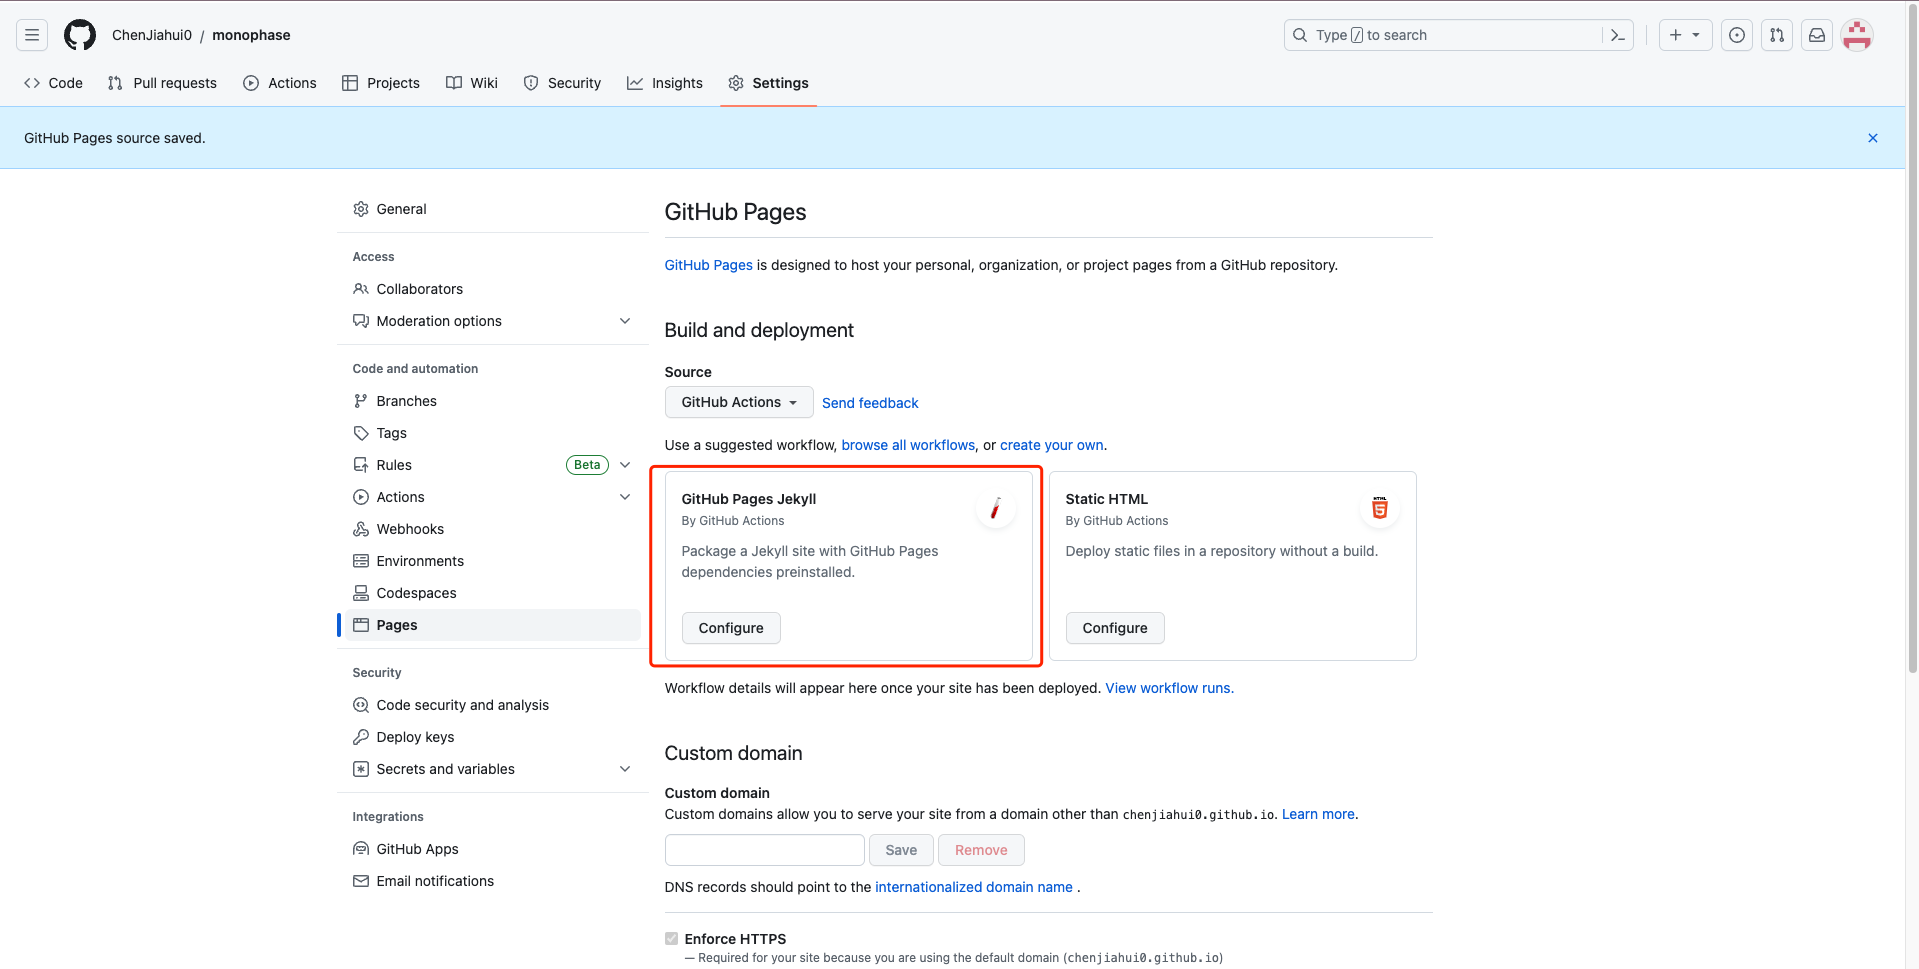 ChenJiahui0 / monophase
Type / to search
Code
Pull requests
Actions
Projects
Wiki
Security
Insights
Settings
GitHub Pages source saved.
General
Access
Collaborators
Moderation options
Code and automation
Branches
Tags
Rules
Beta
Actions
Webhooks
Environments
Codespaces
Pages
Security
Code security and analysis
Deploy keys
Secrets and variables
Integrations
GitHub Apps
Email notifications
GitHub Pages
GitHub Pages is designed to host your personal, organization, or project pages from a GitHub repository.
Build and deployment
Source
GitHub Actions
Send feedback
Use a suggested workflow, browse all workflows, or create your own.
GitHub Pages Jekyll
By GitHub Actions
Package a Jekyll site with GitHub Pages
dependencies preinstalled.
Configure
Static HTML
By GitHub Actions
HTML
5
Deploy static files in a repository without a build.
Configure
Workflow details will appear here once your site has been deployed. View workflow runs.
Custom domain
Custom domain
Custom domains allow you to serve your site from a domain other than chenjiahui0.github.io. Learn more.
Save
Remove
DNS records should point to the internationalized domain name .
Enforce HTTPS
— Required for your site because you are using the default domain (chenjiahui0.github.io)